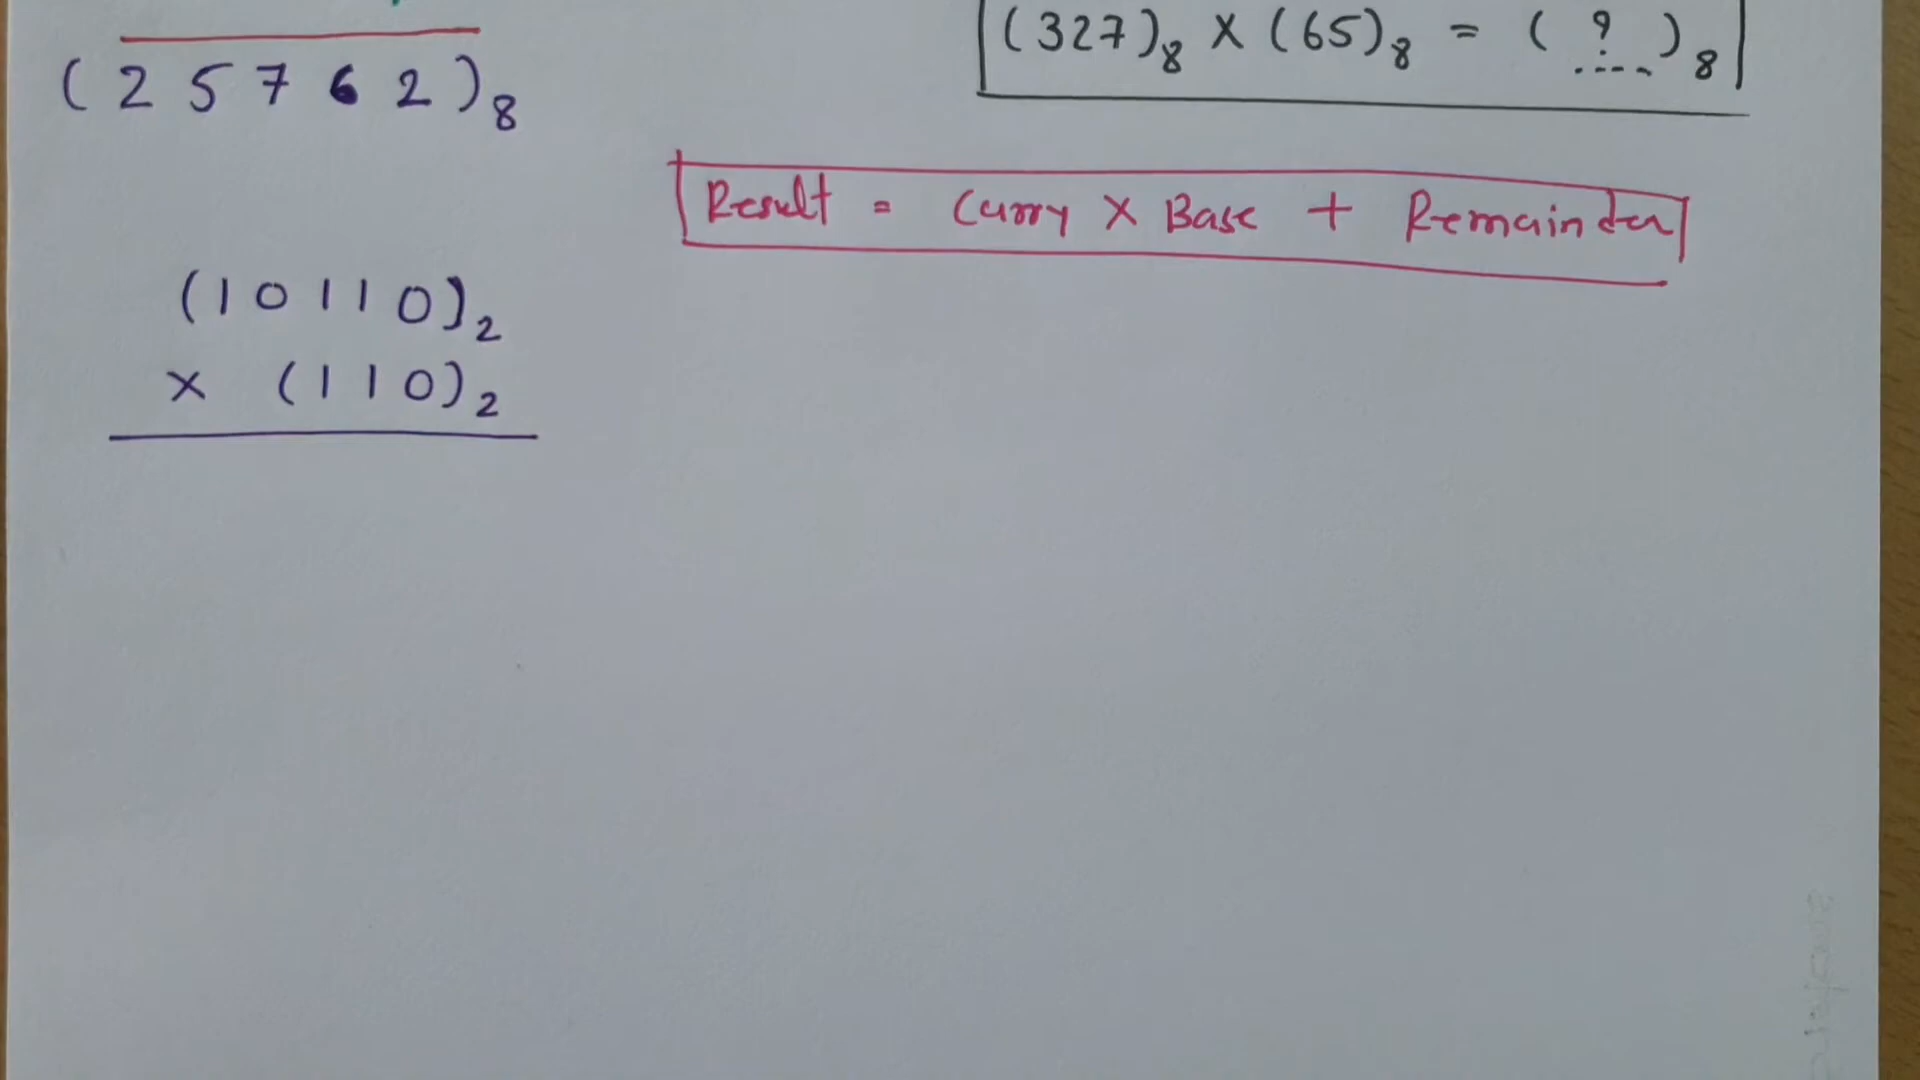 (25762)₈
(327)₈ × (65)₈ = (?)₈
Result = Carry × Base + Remainder
(10110)₂
× (110)₂